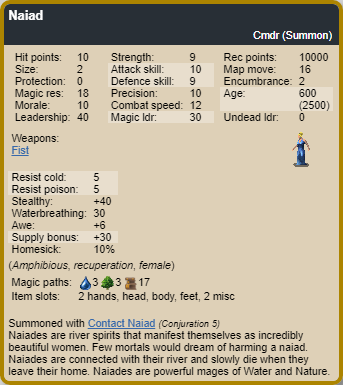 Naiad
Cmdr (Summon)
Hit points: 10 Strength: 9 Rec points: 10000
Size: 2 Attack skill: 10 Map move: 16
Protection: 0 Defence skill: 9 Encumbrance: 2
Magic res: 18 Precision: 10 Age: 600
Morale: 10 Combat speed: 12 (2500)
Leadership: 40 Magic ldr: 30 Undead ldr: 0
Weapons:
Fist
Resist cold: 5
Resist poison: 5
Stealthy: +40
Waterbreathing: 30
Awe: +6
Supply bonus: +30
Homesick: 10%
(Amphibious, recuperation, female)
Magic paths: 3 3 17
Item slots: 2 hands, head, body, feet, 2 misc
Summoned with Contact Naiad (Conjuration 5)
Naiades are river spirits that manifest themselves as incredibly
beautiful women. Few mortals would dream of harming a naiad.
Naiades are connected with their river and slowly die when they
leave their home. Naiades are powerful mages of Water and Nature.